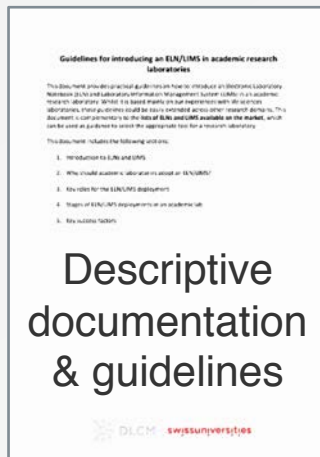 Guidelines for introducing an ELN/LIMS in academic research
laboratories
This document provides practical guidelines on how to introduce an Electronic Laboratory
Notebook (ELN) and Laboratory Information Management System (LIMS) in an academic
research laboratory. Whilst it is based mainly on our experiences with life sciences
laboratories, these guidelines could be easily extended across other research domains. This
document is complementary to the lists of ELNs and LIMS available on the market, which
can be used as guidance to select the appropriate tool for a research laboratory.
This document includes the following sections:
1. Introduction to ELNs and LIMS
2. Why should academic laboratories adopt an ELN/LIMS?
3. Key roles for the ELN/LIMS deployment
4. Stages of ELN/LIMS deployments in an academic lab
5. Key success factors
Descriptive
documentation
& guidelines
DLCM swissuniversities